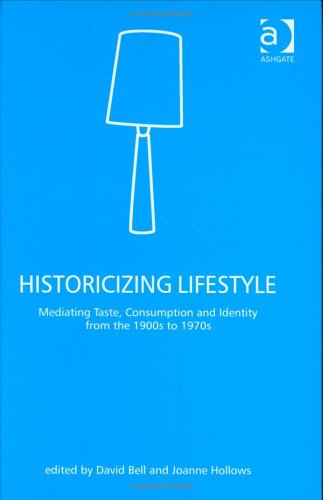 a
ASHGATE
HISTORICIZING LIFESTYLE
Mediating Taste, Consumption and Identity
from the 1900s to 1970s
edited by David Bell and Joanne Hollows